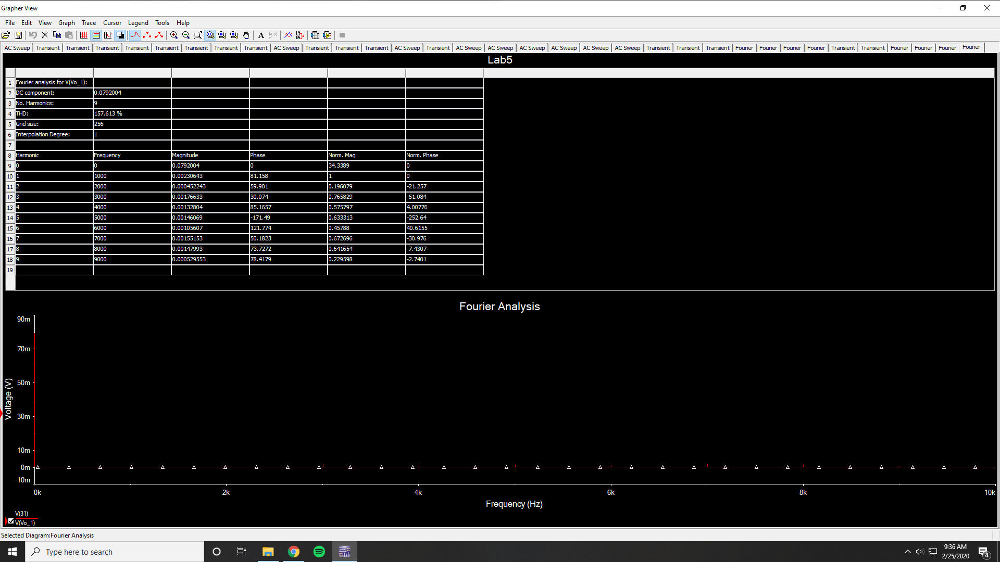 Grapher View
File Edit View Graph Trace Cursor Legend Tools Help
AC Sweep Transient Transient Transient Transient Transient Transient Transient Transient AC Sweep Transient Transient Transient AC Sweep Transient AC Sweep AC Sweep AC Sweep AC Sweep AC Sweep AC Sweep Transient Transient Transient Fourier Fourier Fourier Fourier Transient Transient Fourier Fourier Fourier Fourier
Lab5
1 Fourier analysis for V(Vo_1):
2 DC component: 0.0792004
3 No. Harmonics: 9
4 THD: 157.613 %
5 Grid size: 256
6 Interpolation Degree: 1
7
8 Harmonic Frequency Magnitude Phase Norm. Mag Norm. Phase
9 0 0 0.0792004 0 34.3389 0
10 1 1000 0.00230643 81.158 1 0
11 2 2000 0.000452243 59.901 0.196079 -21.257
12 3 3000 0.00176633 30.074 0.765829 -51.084
13 4 4000 0.00132804 85.1657 0.575797 4.00776
14 5 5000 0.00146069 -171.49 0.633313 -252.64
15 6 6000 0.00105607 121.774 0.45788 40.6155
16 7 7000 0.00155153 50.1823 0.672696 -30.976
17 8 8000 0.00147993 73.7272 0.641654 -7.4307
18 9 9000 0.000529553 78.4179 0.229598 -2.7401
19
Fourier Analysis
90m
70m
50m
30m
10m
0m
-10m
Voltage (V)
0k 2k 4k 6k 8k 10k
Frequency (Hz)
V(31)
V(Vo_1)
Selected Diagram:Fourier Analysis
Type here to search
9:36 AM
2/25/2020
4